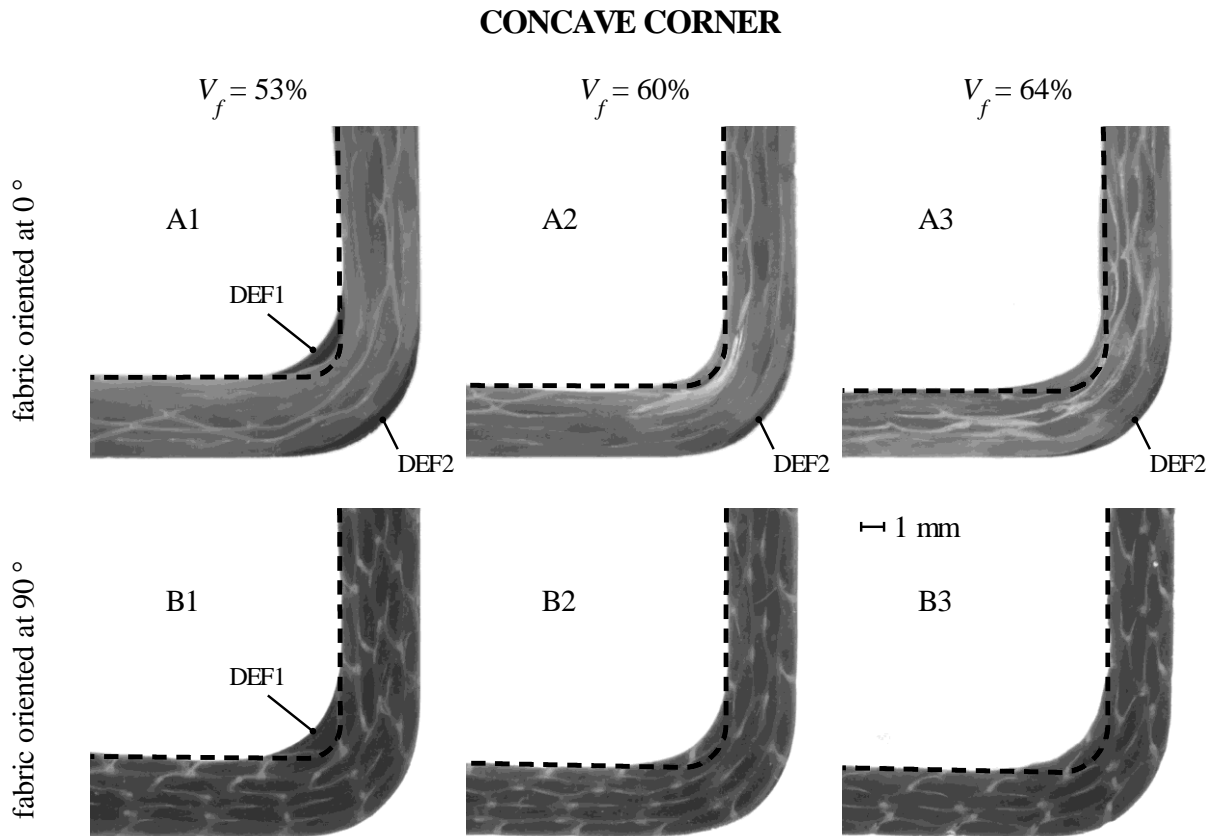 CONCAVE CORNER
V_f = 53%
V_f = 60%
V_f = 64%
fabric oriented at 0 °
A1
A2
A3
DEF1
DEF2
DEF2
DEF2
fabric oriented at 90 °
1 mm
B1
B2
B3
DEF1